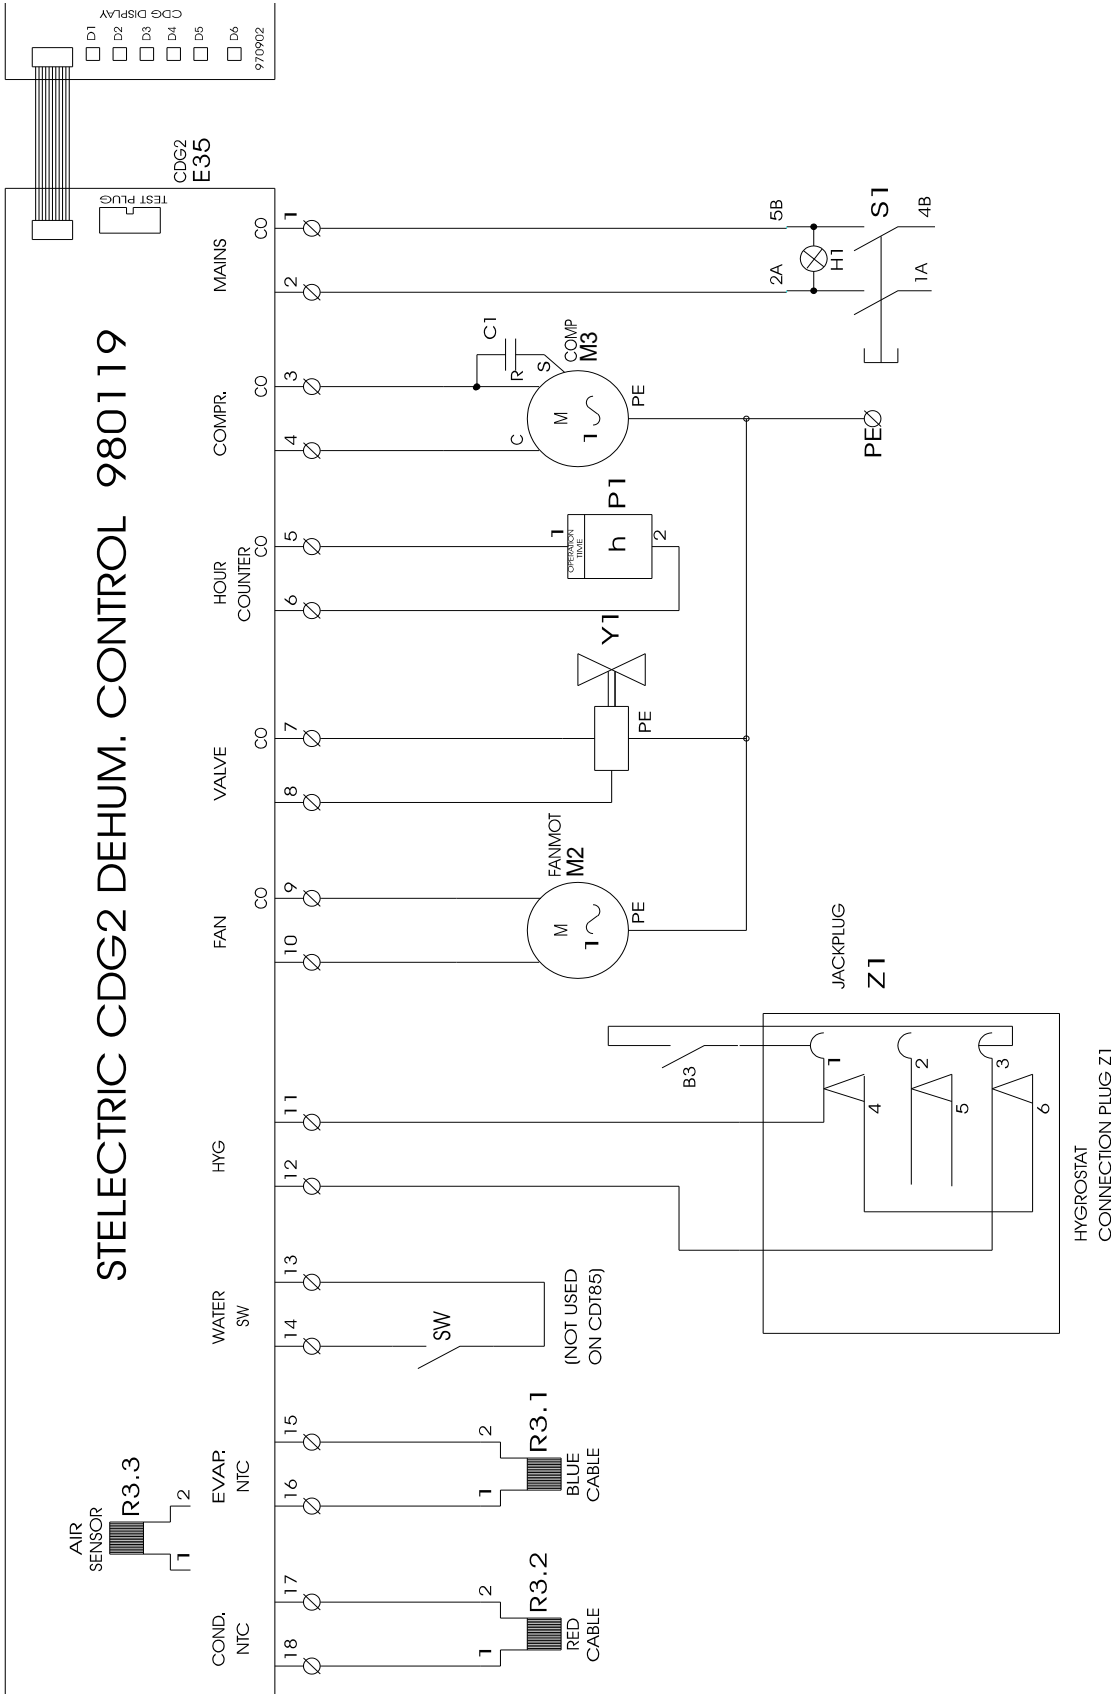 STELECTRIC CDG2 DEHUM. CONTROL 980119
AIR
SENSOR
R3.3
1
2
TEST PLUG
CDG2
E35
CDG DISPLAY
D1
D2
D3
D4
D5
D6
970902
COND.
NTC
EVAP.
NTC
WATER
SW
HYG
FAN
VALVE
HOUR
COUNTER
COMPR.
MAINS
CO
CO
CO
CO
CO
18
17
16
15
14
13
12
11
10
9
8
7
6
5
4
3
2
1
1
2
R3.2
RED
CABLE
1
2
R3.1
BLUE
CABLE
SW
(NOT USED
ON CDT85)
B3
JACKPLUG
Z1
1
2
3
4
5
6
HYGROSTAT
CONNECTION PLUG Z1
FANMOT
M2
M
1
PE
Y1
PE
1
OPERATION
TIME
h
P1
2
C1
C
R
S
COMP
M3
M
1
PE
PE
2A
5B
H1
S1
1A
4B